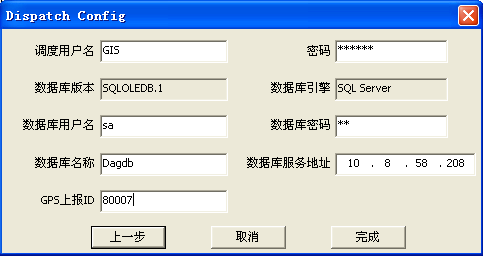 Dispatch Config
调度用户名 GIS 密码 ******
数据库版本 SQLOLEDB.1 数据库引擎 SQL Server
数据库用户名 sa 数据库密码 **
数据库名称 Dagdb 数据库服务地址 10 . 8 . 58 . 208
GPS上报ID 80007
上一步 取消 完成